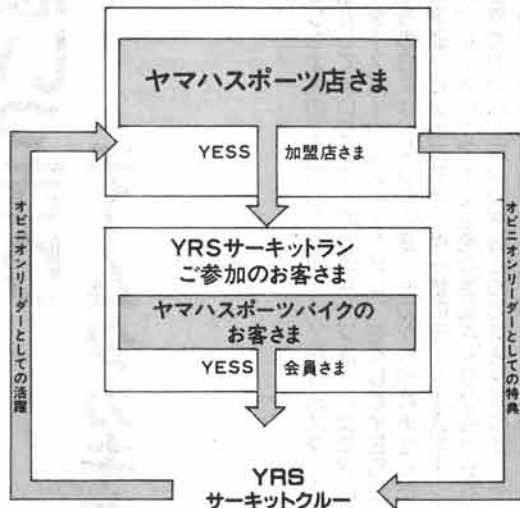 ヤマハスポーツ店さま
YESS 加盟店さま
YRSサーキットラン
ご参加のお客さま
ヤマハスポーツバイクの
お客さま
YESS 会員さま
YRS
サーキットクルー
オピニオンリーダーとしての活躍
オピニオンリーダーとしての特典